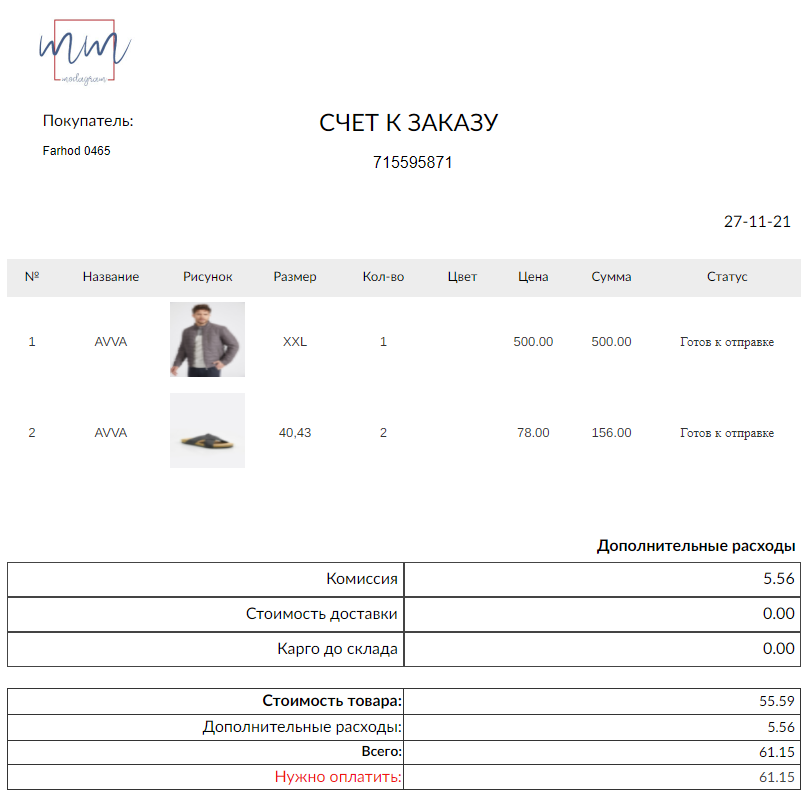 mm
modagram
Покупатель:
СЧЕТ К ЗАКАЗУ
Farhod 0465
715595871
27-11-21
№ Название Рисунок Размер Кол-во Цвет Цена Сумма Статус
1 AVVA XXL 1 500.00 500.00 Готов к отправке
2 AVVA 40,43 2 78.00 156.00 Готов к отправке
Дополнительные расходы
Комиссия 5.56
Стоимость доставки 0.00
Карго до склада 0.00
Стоимость товара: 55.59
Дополнительные расходы: 5.56
Всего: 61.15
Нужно оплатить: 61.15